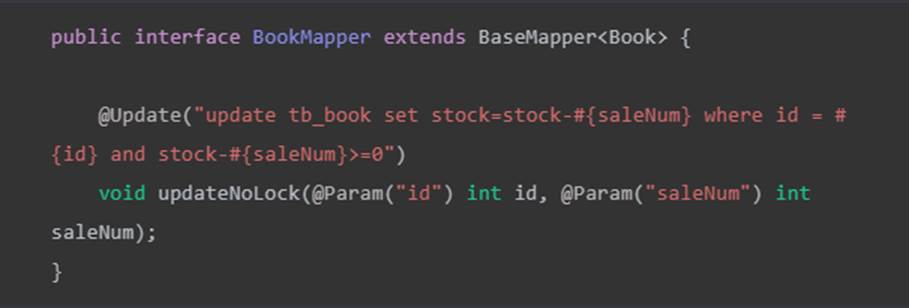 public interface BookMapper extends BaseMapper<Book> {
@Update("update tb_book set stock=stock-#{saleNum} where id = #
{id} and stock-#{saleNum}>=0")
void updateNoLock(@Param("id") int id, @Param("saleNum") int
saleNum);
}